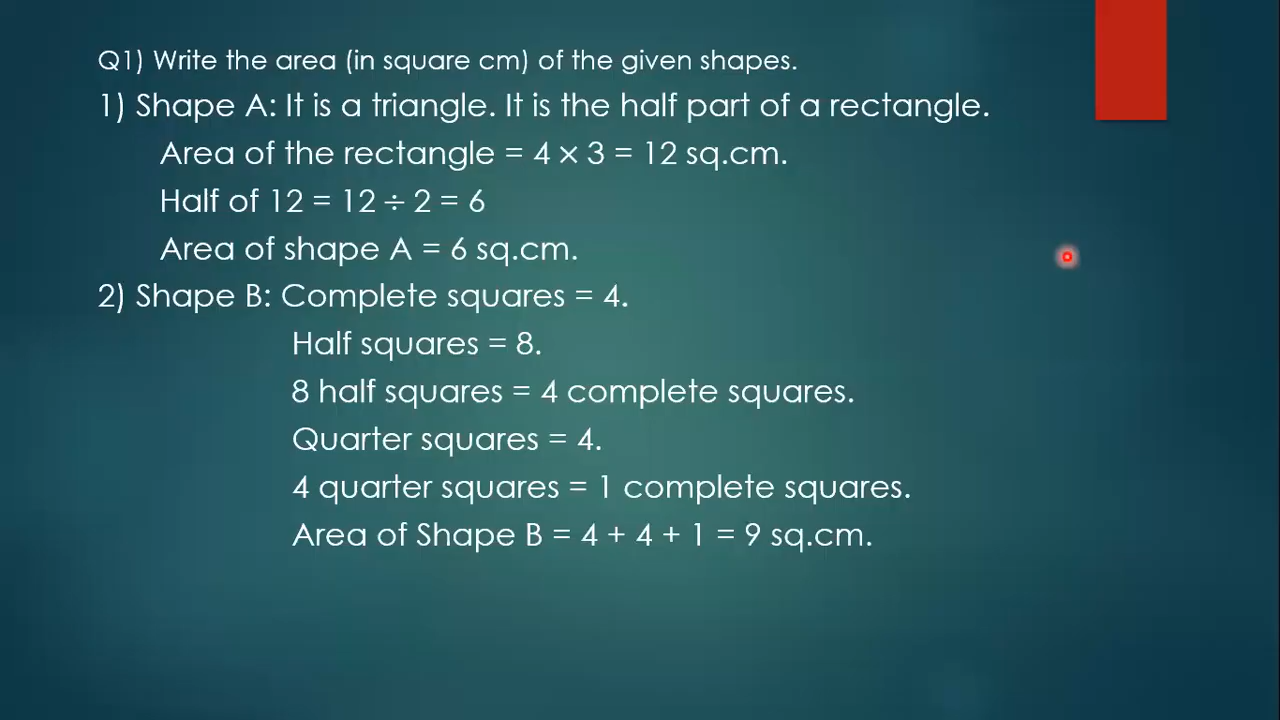 Q1) Write the area (in square cm) of the given shapes.
1) Shape A: It is a triangle. It is the half part of a rectangle.
Area of the rectangle = 4 × 3 = 12 sq.cm.
Half of 12 = 12 ÷ 2 = 6
Area of shape A = 6 sq.cm.
2) Shape B: Complete squares = 4.
Half squares = 8.
8 half squares = 4 complete squares.
Quarter squares = 4.
4 quarter squares = 1 complete squares.
Area of Shape B = 4 + 4 + 1 = 9 sq.cm.